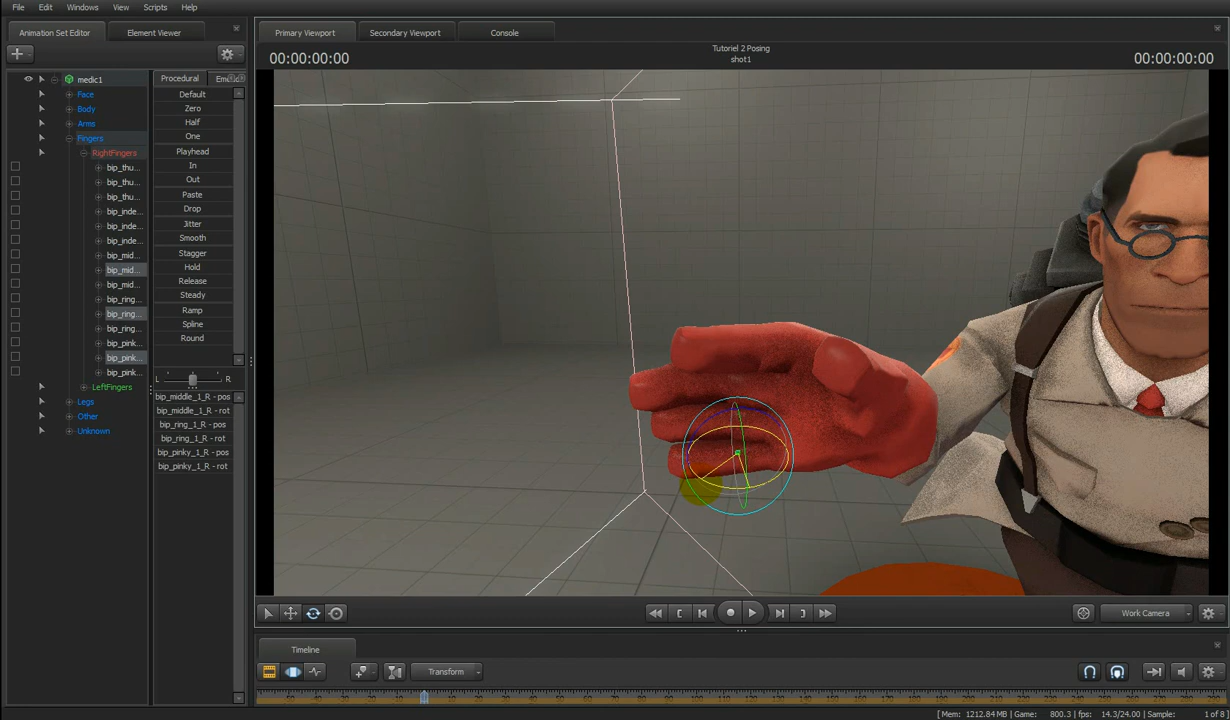 File Edit Windows View Scripts Help
Animation Set Editor Element Viewer
Primary Viewport Secondary Viewport Console
Tutoriel 2 Posing
shot1
00:00:00:00
00:00:00:00
medic1
Face
Body
Arms
Fingers
RightFingers
bip_thu...
bip_thu...
bip_thu...
bip_inde...
bip_inde...
bip_inde...
bip_mid...
bip_mid...
bip_mid...
bip_ring...
bip_ring...
bip_ring...
bip_pink...
bip_pink...
bip_pink...
LeftFingers
Legs
Other
Unknown
Procedural
Default
Zero
Half
One
Playhead
In
Out
Paste
Drop
Jitter
Smooth
Stagger
Hold
Release
Steady
Ramp
Spline
Round
L R
bip_middle_1_R - pos
bip_middle_1_R - rot
bip_ring_1_R - pos
bip_ring_1_R - rot
bip_pinky_1_R - pos
bip_pinky_1_R - rot
Work Camera
Timeline
Transform
[ Mem: 1212.84 MB | Game: 800.3 | fps: 14.3/24.00 | Sample: 1 of 8